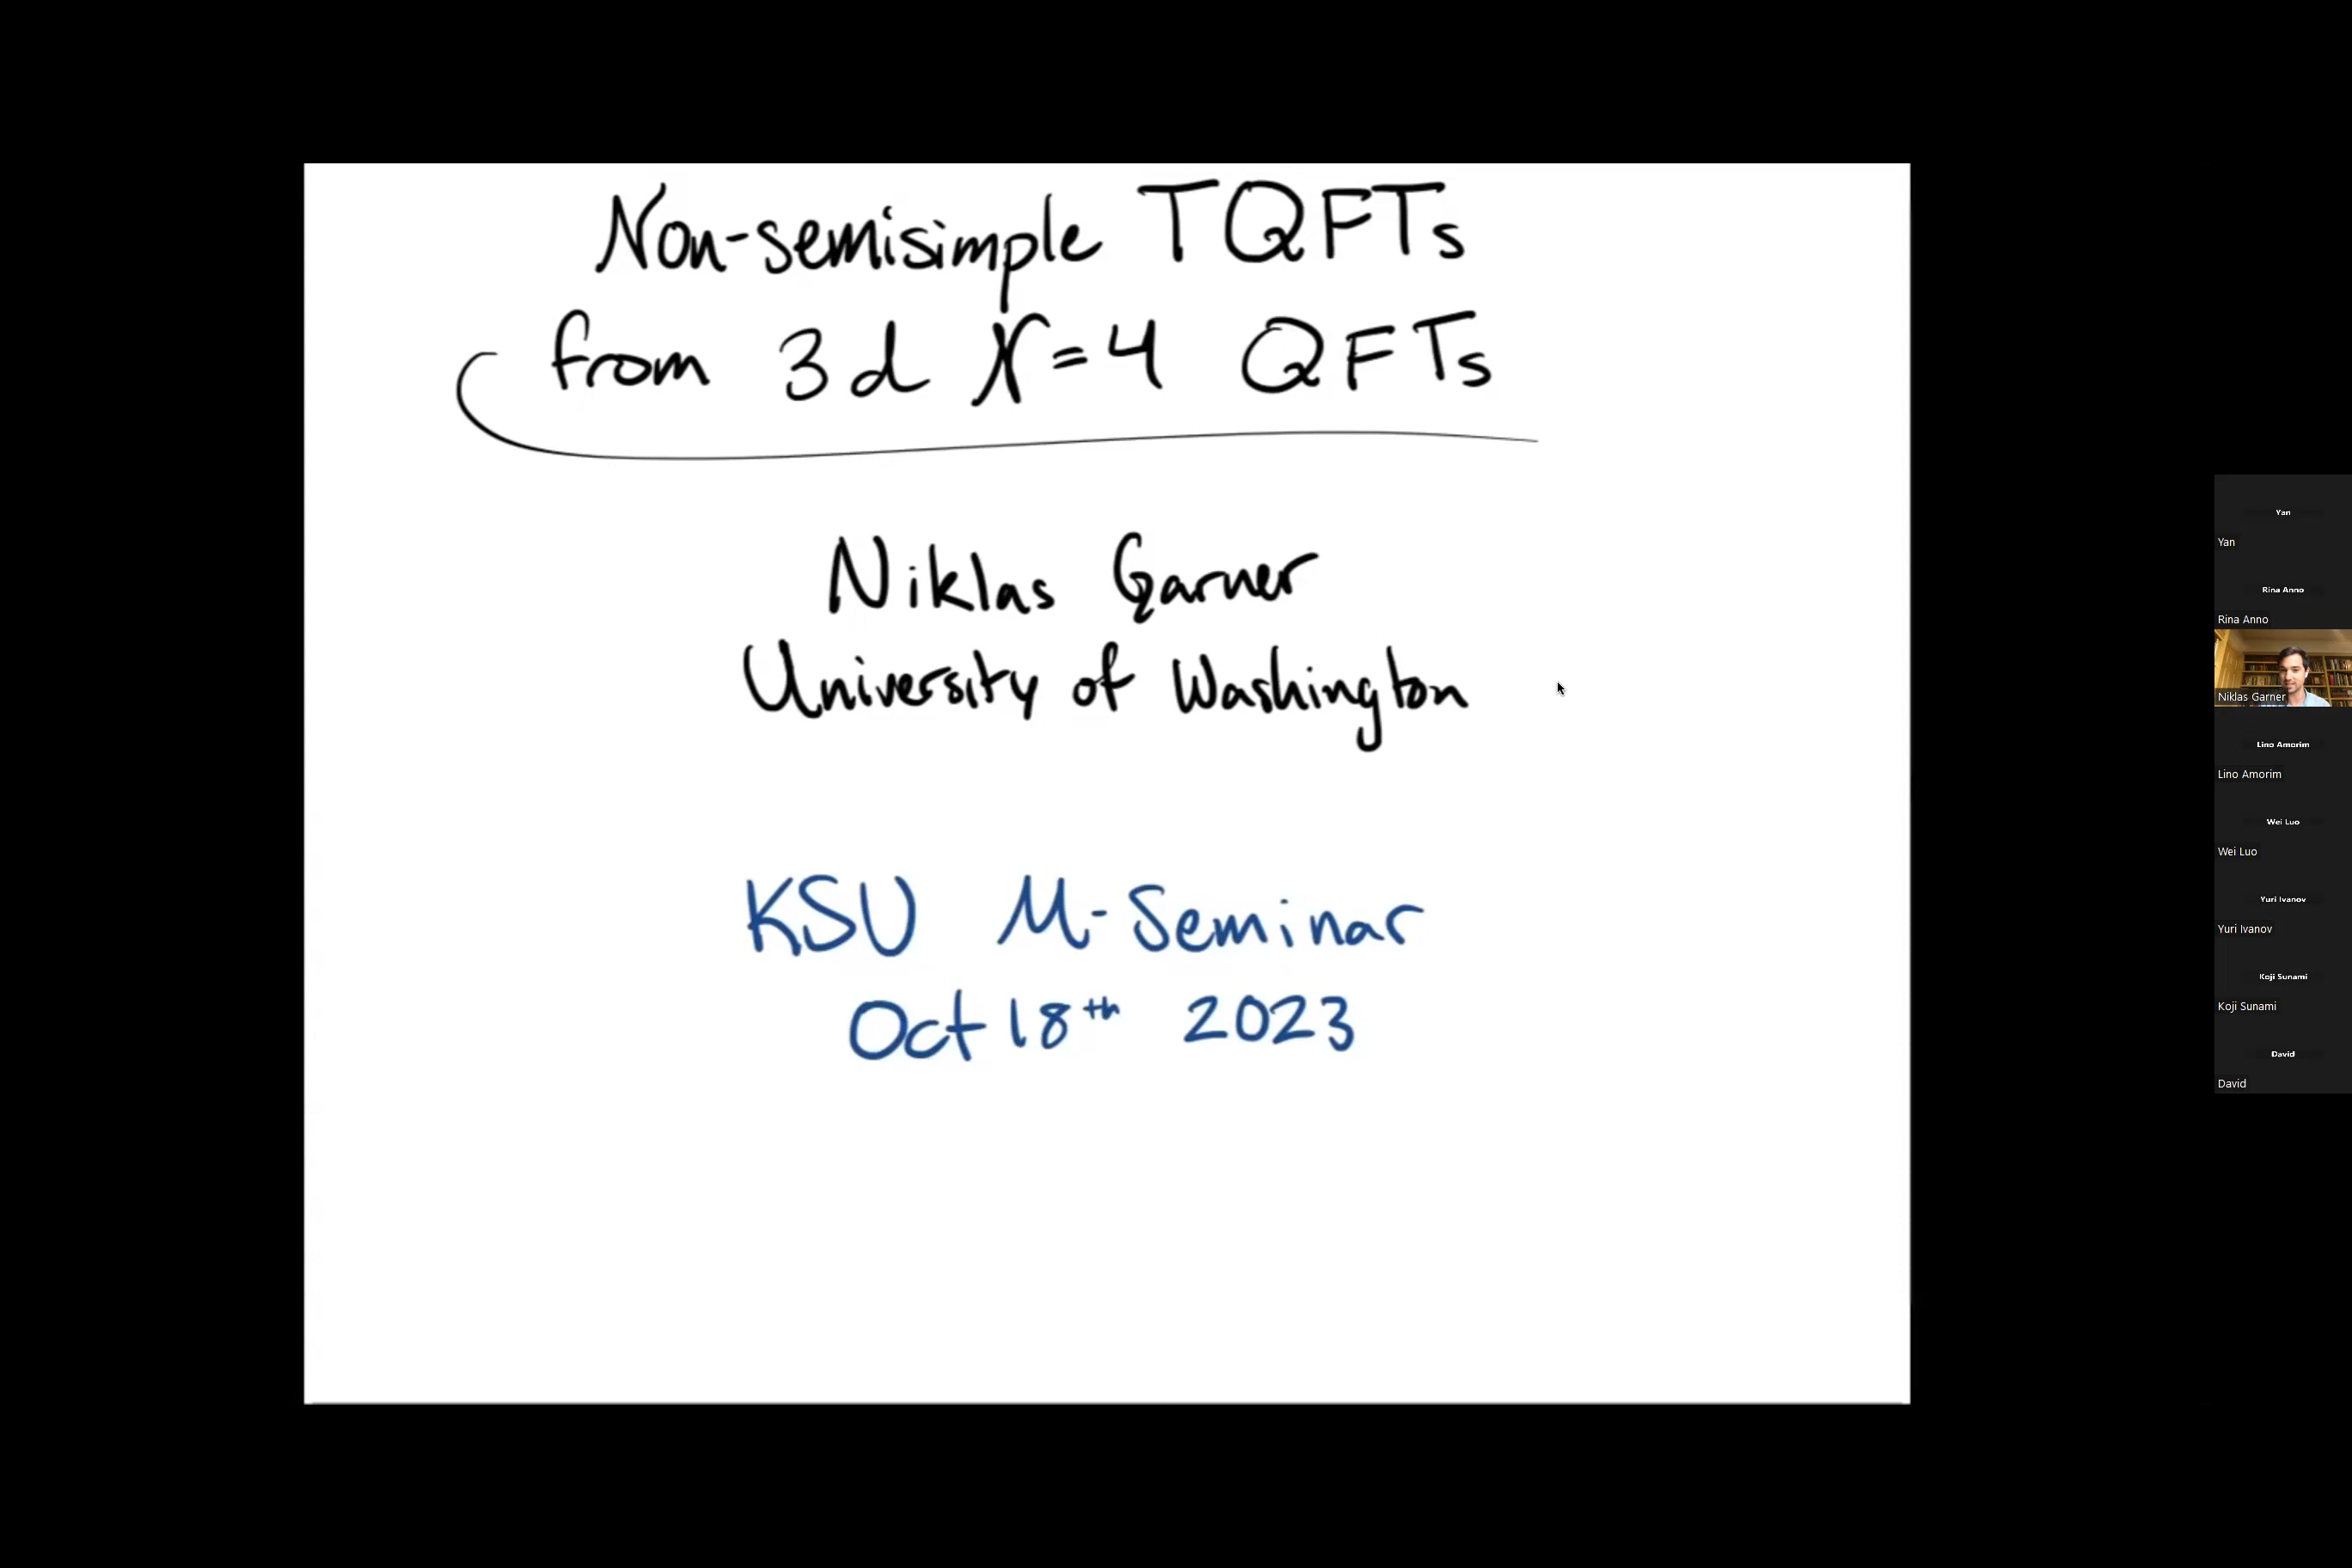 Non-semisimple TQFTs
from 3d N=4 QFTs
Niklas Garner
University of Washington
KSU M-Seminar
Oct 18th 2023
Yan
Yan
Rina Anno
Rina Anno
Niklas Garner
Lino Amorim
Lino Amorim
Wei Luo
Wei Luo
Yuri Ivanov
Yuri Ivanov
Koji Sunami
Koji Sunami
David
David